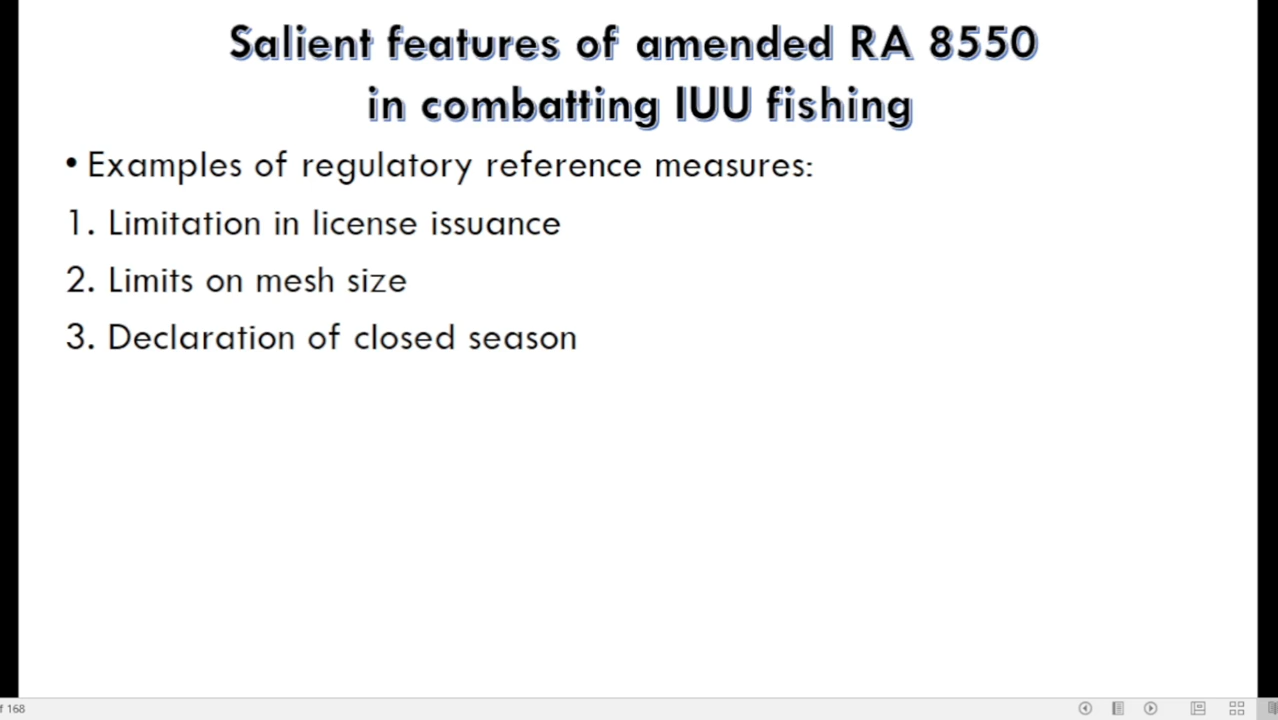 Salient features of amended RA 8550
in combatting IUU fishing
• Examples of regulatory reference measures:
1. Limitation in license issuance
2. Limits on mesh size
3. Declaration of closed season
f 168